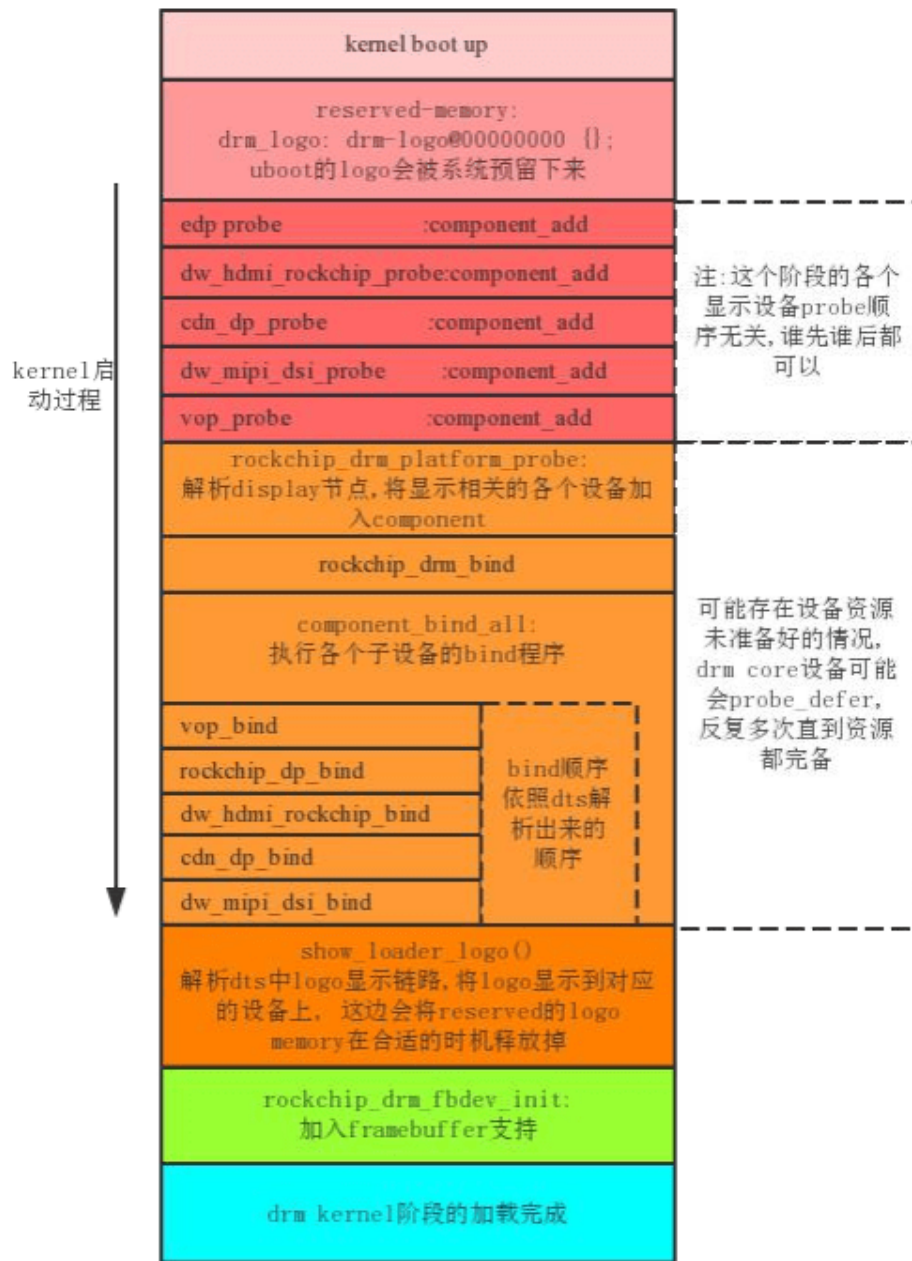 kernel boot up
reserved-memory:
drm_logo: drm-logo@00000000 {};
uboot的logo会被系统预留下来
edp probe :component_add
dw_hdmi_rockchip_probe:component_add
cdn_dp_probe :component_add
dw_mipi_dsi_probe :component_add
vop_probe :component_add
注:这个阶段的各个
显示设备probe顺
序无关,谁先谁后都
可以
kernel启
动过程
rockchip_drm_platform_probe:
解析display节点,将显示相关的各个设备加
入component
rockchip_drm_bind
component_bind_all:
执行各个子设备的bind程序
vop_bind
rockchip_dp_bind
dw_hdmi_rockchip_bind
cdn_dp_bind
dw_mipi_dsi_bind
bind顺序
依照dts解
析出来的
顺序
可能存在设备资源
未准备好的情况,
drm core设备可能
会probe_defer,
反复多次直到资源
都完备
show_loader_logo()
解析dts中logo显示链路,将logo显示到对应
的设备上, 这边会将reserved的logo
memory在合适的时机释放掉
rockchip_drm_fbdev_init:
加入framebuffer支持
drm kernel阶段的加载完成